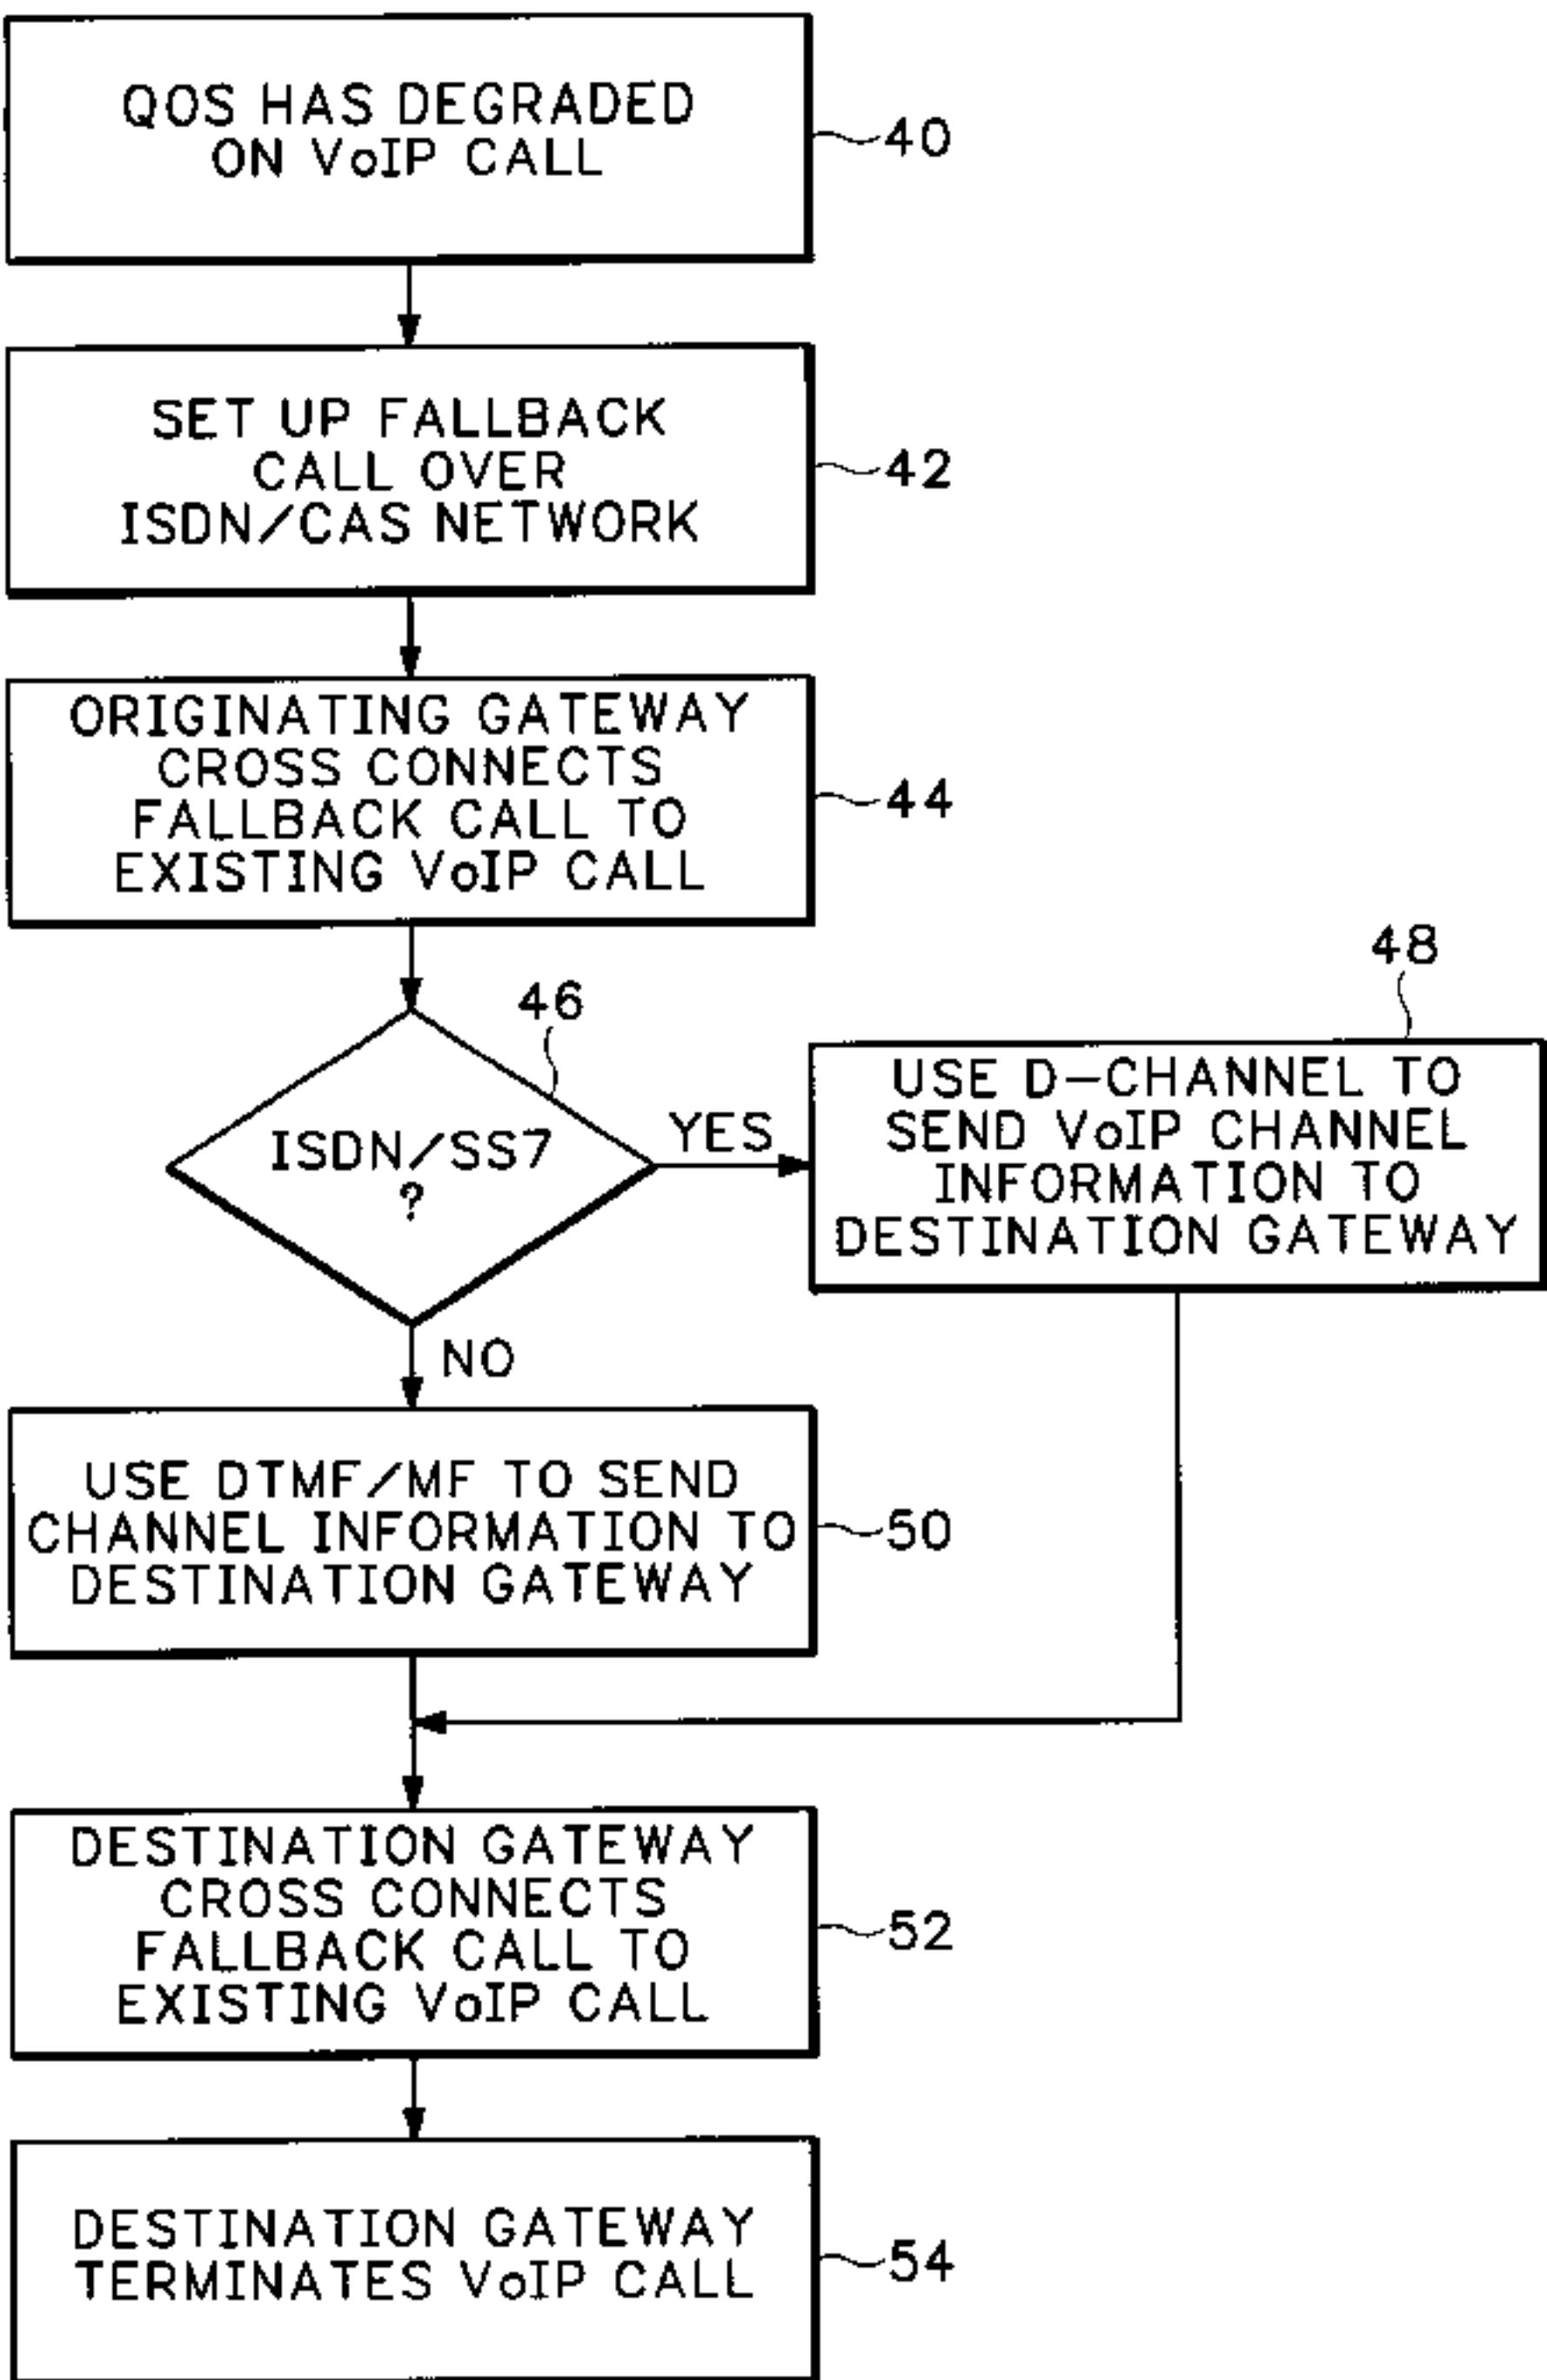 QOS HAS DEGRADED
ON VoIP CALL
40
SET UP FALLBACK
CALL OVER
ISDN/CAS NETWORK
42
ORIGINATING GATEWAY
CROSS CONNECTS
FALLBACK CALL TO
EXISTING VoIP CALL
44
46
ISDN/SS7
?
YES
NO
48
USE D-CHANNEL TO
SEND VoIP CHANNEL
INFORMATION TO
DESTINATION GATEWAY
USE DTMF/MF TO SEND
CHANNEL INFORMATION TO
DESTINATION GATEWAY
50
DESTINATION GATEWAY
CROSS CONNECTS
FALLBACK CALL TO
EXISTING VoIP CALL
52
DESTINATION GATEWAY
TERMINATES VoIP CALL
54